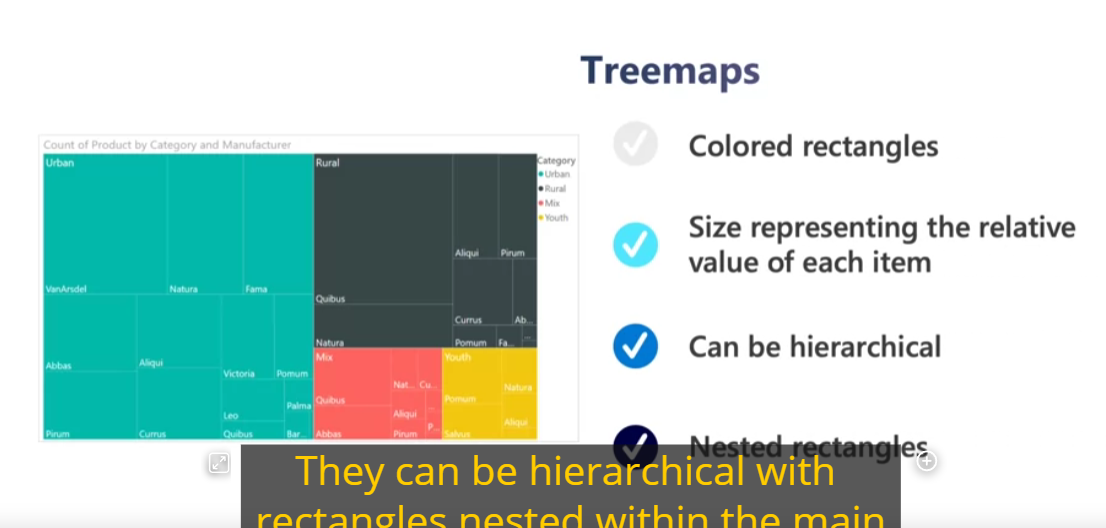 Treemaps
Count of Product by Category and Manufacturer
Urban
VanArsdel
Natura
Fama
Abbas
Aliqui
Victoria
Pomum
Leo
Palma
Pirum
Currus
Quibus
Bar...
Rural
Quibus
Natura
Aliqui
Pirum
Currus
Ab...
Pomum
Fa...
...
Mix
Quibus
Abbas
Nat...
Cu...
Aliqui
...
Pirum
P...
Youth
Pomum
Salvus
Natura
Aliqui
Category
Urban
Rural
Mix
Youth
Colored rectangles
Size representing the relative
value of each item
Can be hierarchical
Nested rectangles
They can be hierarchical with
rectangles nested within the main